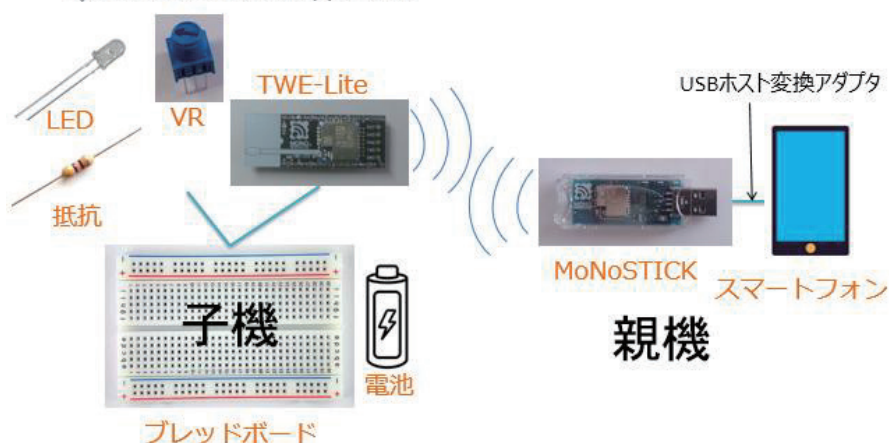 TWE-Lite
USBホスト変換アダプタ
LED
VR
抵抗
MoNoSTICK
スマートフォン
子機
親機
電池
ブレッドボード